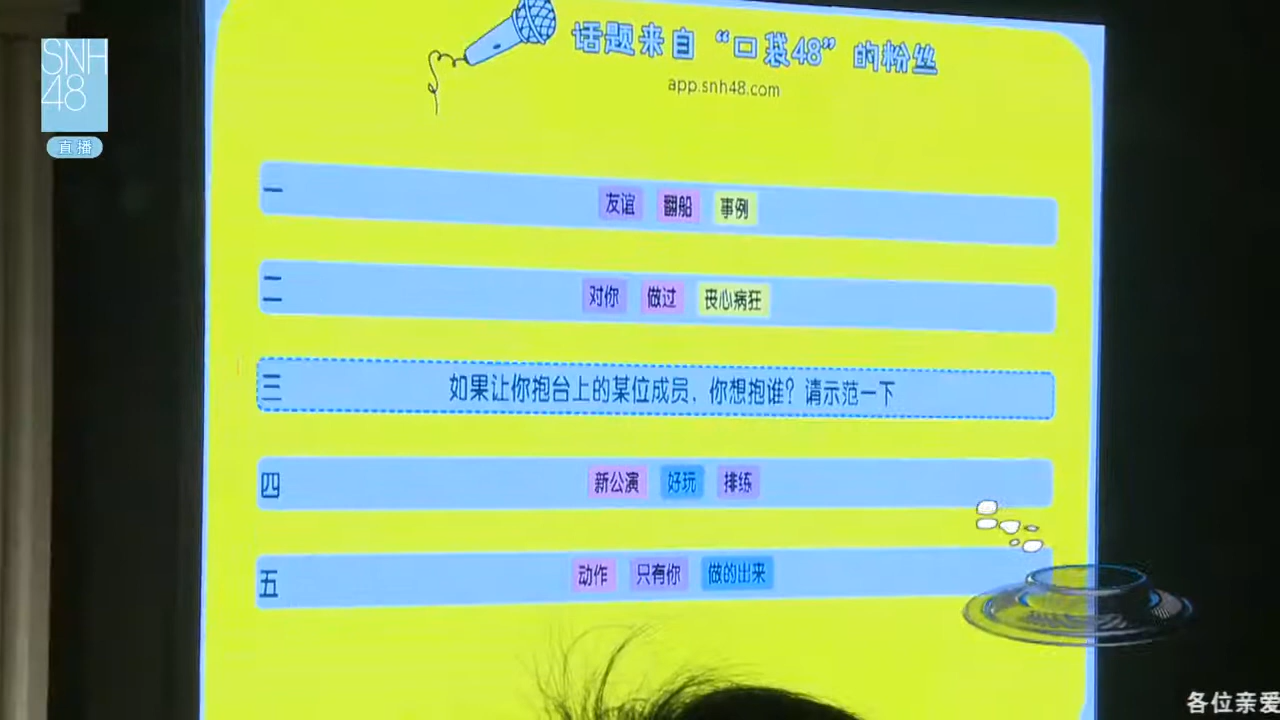 SNH
48
直播
话题来自“口袋48”的粉丝
app.snh48.com
一 友谊 翻船 事例
二 对你 做过 丧心病狂
三 如果让你抱台上的某位成员，你想抱谁？请示范一下
四 新公演 好玩 排练
五 动作 只有你 做的出来
各位亲爱